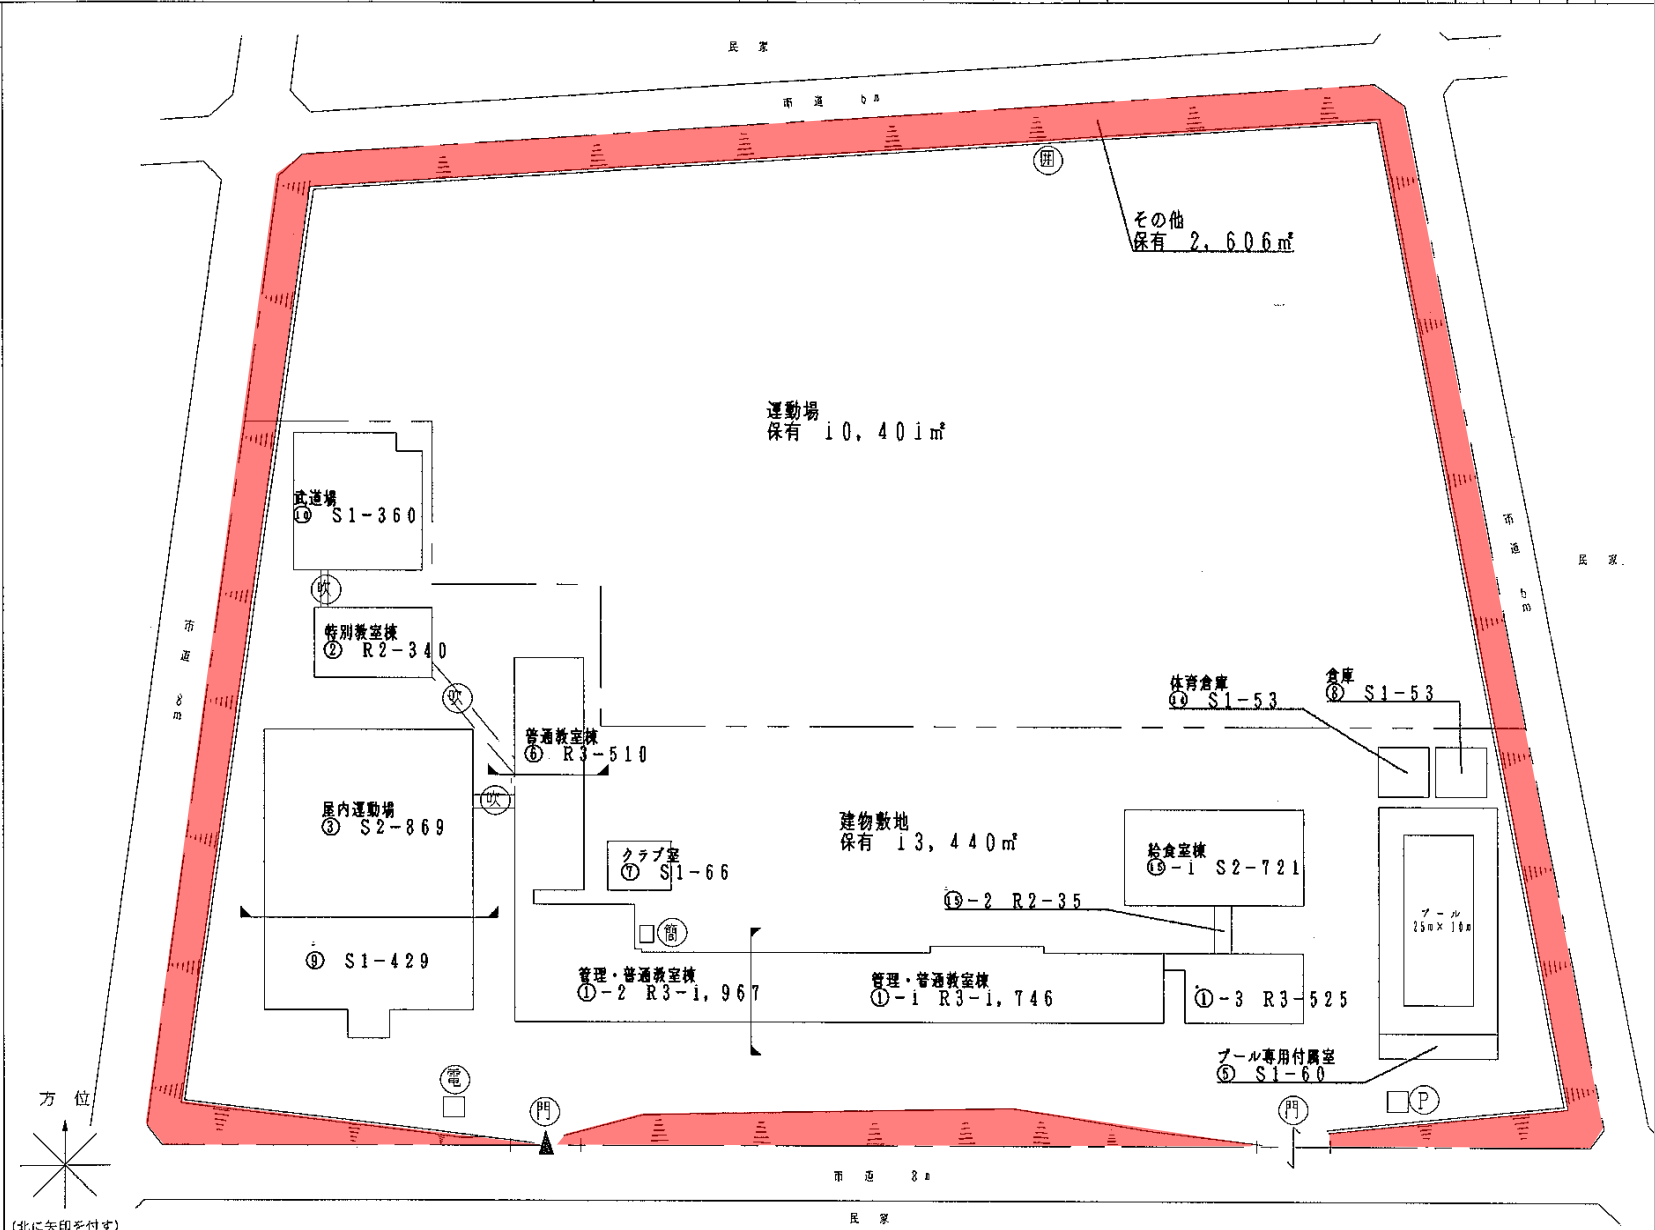 民 家
市 道 6m
囲
その他
保有 2,606㎡
運動場
保有 10,401㎡
武道場
⑩ S1-360
吹
特別教室棟
② R2-340
吹
普通教室棟
⑥ R3-510
吹
屋内運動場
③ S2-869
⑨ S1-429
クラブ室
⑦ S1-66
簡
建物敷地
保有 13,440㎡
体育倉庫
⑭ S1-53
倉庫
⑧ S1-53
給食室棟
⑮-1 S2-721
⑮-2 R2-35
プール
25m×10m
管理・普通教室棟
①-2 R3-1,967
管理・普通教室棟
①-1 R3-1,746
①-3 R3-525
プール専用付属室
⑤ S1-60
電
門
門
P
市 道 8m
市 道 6m
民 家
市 道 8m
民 家
方 位
(北に矢印を付す)